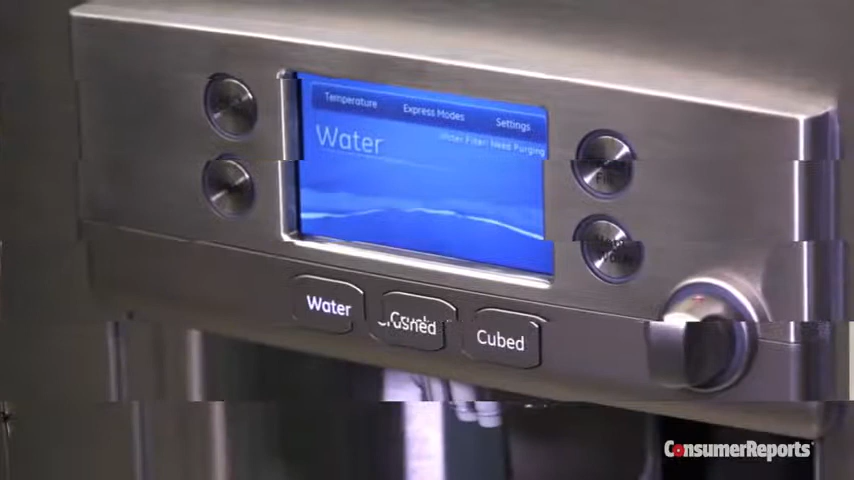 Temperature Express Modes Settings
Water
Water Filter: Need Purging
Water Crushed Cubed
ConsumerReports